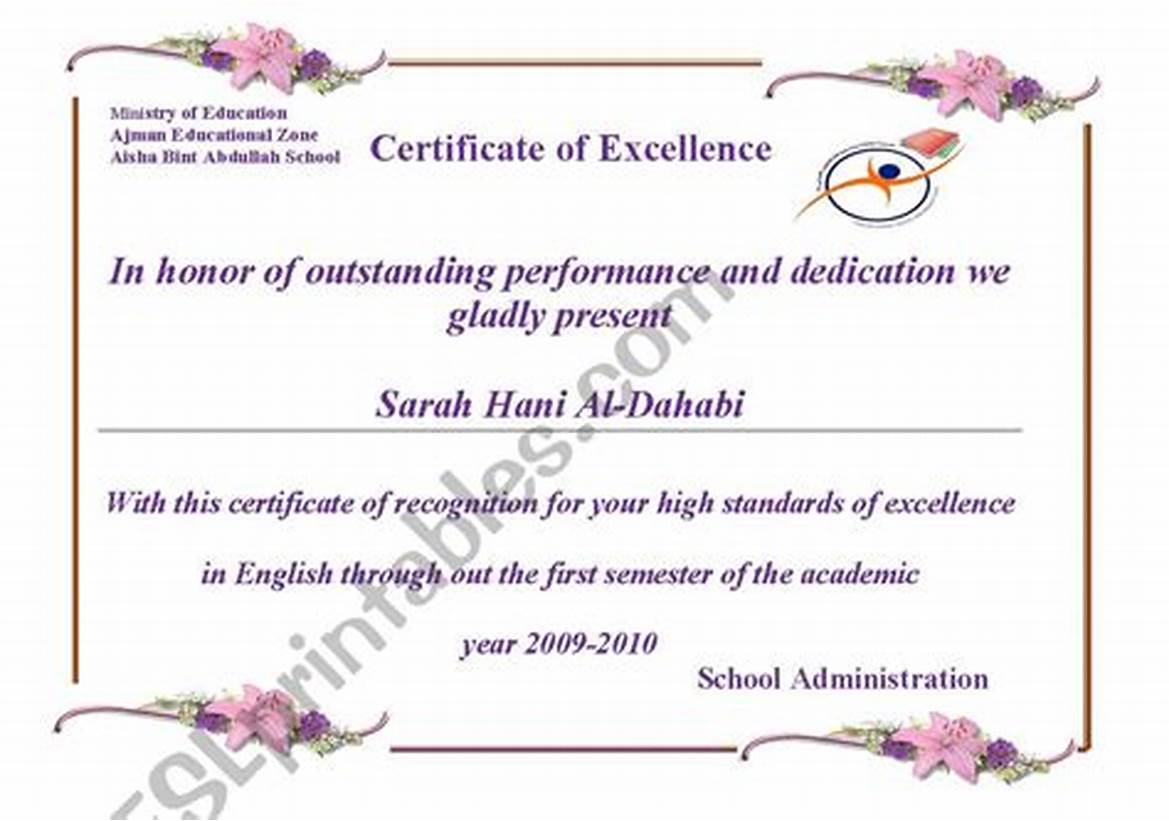 Ministry of Education
Ajman Educational Zone
Aisha Bint Abdullah School
Certificate of Excellence
In honor of outstanding performance and dedication we
gladly present
Sarah Hani Al-Dahabi
With this certificate of recognition for your high standards of excellence
in English through out the first semester of the academic
year 2009-2010
School Administration
ESLprintables.com